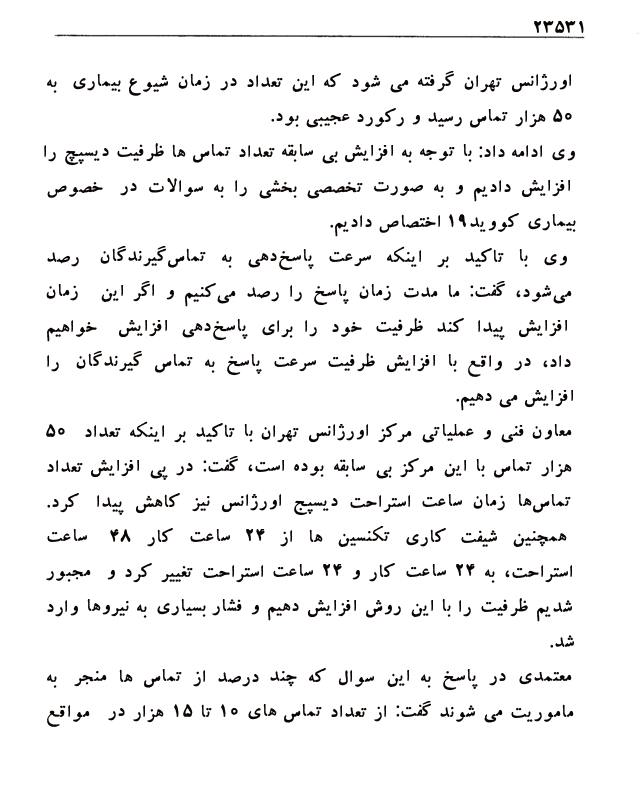 ۲۳۵۳۱
اورژانس تهران گرفته می شود که این تعداد در زمان شیوع بیماری به
۵۰ هزار تماس رسید و رکورد عجیبی بود.
وی ادامه داد: با توجه به افزایش بی سابقه تعداد تماس ها ظرفیت دیسپچ را
افزایش دادیم و به صورت تخصصی بخشی را به سوالات در خصوص
بیماری کووید۱۹ اختصاص دادیم.
وی با تاکید بر اینکه سرعت پاسخ‌دهی به تماس‌گیرندگان رصد
می‌شود، گفت: ما مدت زمان پاسخ را رصد می‌کنیم و اگر این زمان
افزایش پیدا کند ظرفیت خود را برای پاسخ‌دهی افزایش خواهیم
داد، در واقع با افزایش ظرفیت سرعت پاسخ به تماس گیرندگان را
افزایش می دهیم.
معاون فنی و عملیاتی مرکز اورژانس تهران با تاکید بر اینکه تعداد ۵۰
هزار تماس با این مرکز بی سابقه بوده است، گفت: در پی افزایش تعداد
تماس‌ها زمان ساعت استراحت دیسپچ اورژانس نیز کاهش پیدا کرد.
همچنین شیفت کاری تکنسین ها از ۲۴ ساعت کار ۴۸ ساعت
استراحت، به ۲۴ ساعت کار و ۲۴ ساعت استراحت تغییر کرد و مجبور
شدیم ظرفیت را با این روش افزایش دهیم و فشار بسیاری به نیروها وارد
شد.
معتمدی در پاسخ به این سوال که چند درصد از تماس ها منجر به
ماموریت می شوند گفت: از تعداد تماس های ۱۰ تا ۱۵ هزار در مواقع